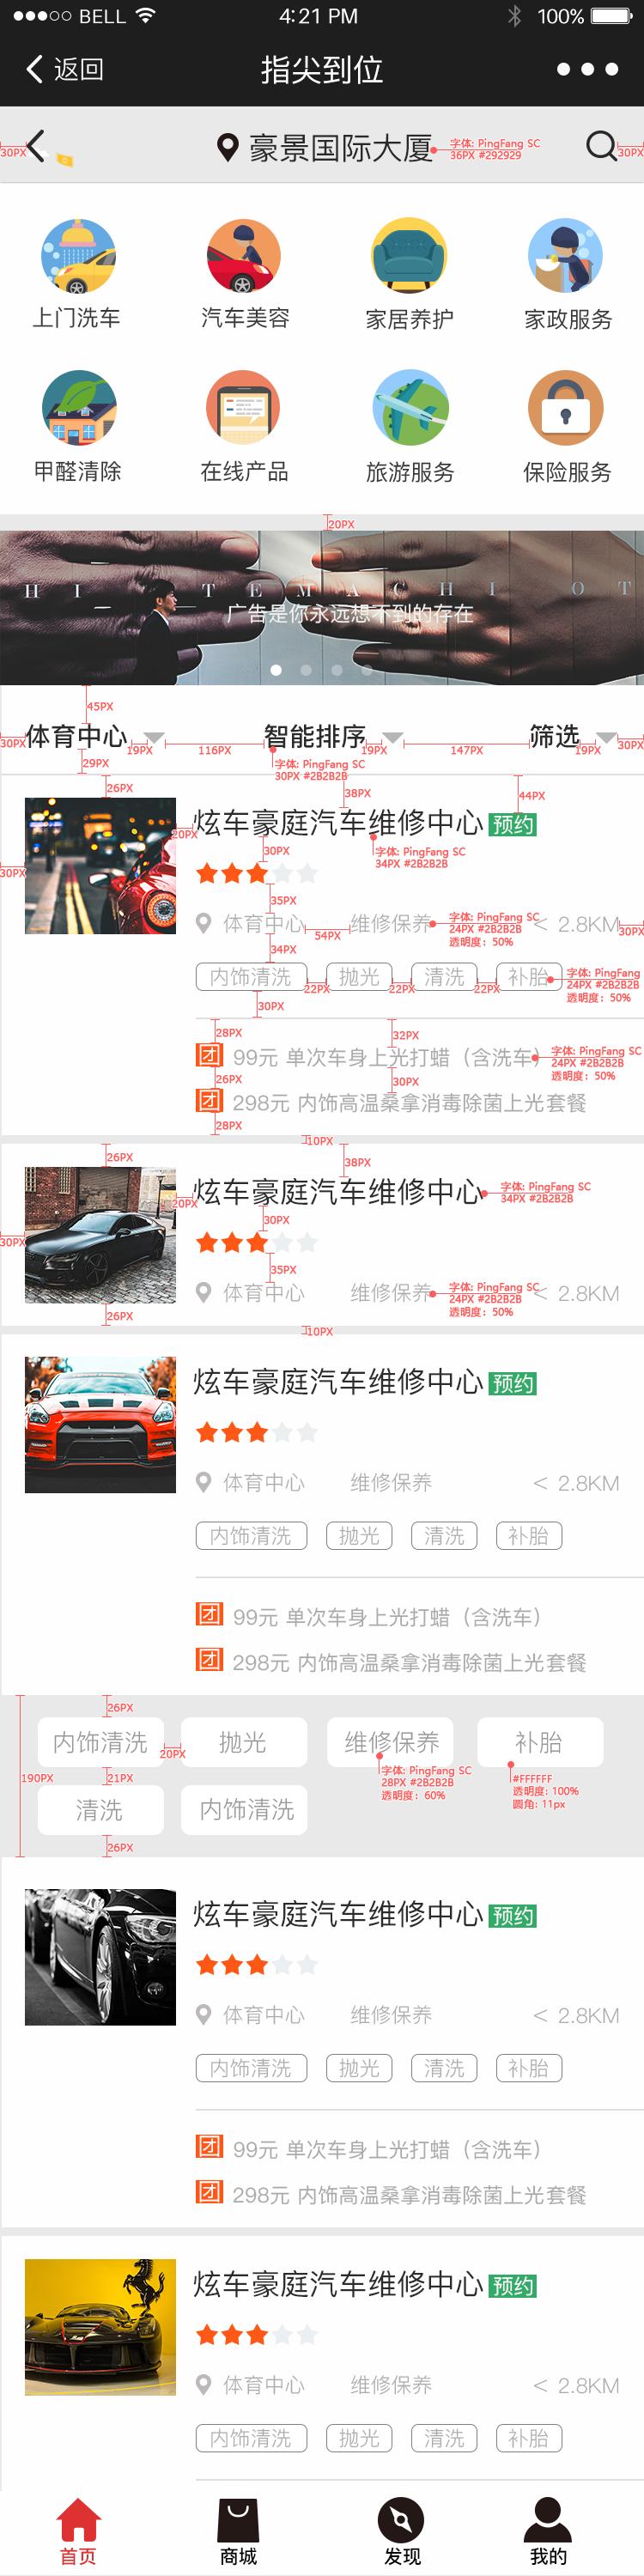 BELL 4:21 PM 100%
返回 指尖到位
30PX 豪景国际大厦 字体: PingFang SC 30PX
36PX #292929
上门洗车 汽车美容 家居养护 家政服务
甲醛清除 在线产品 旅游服务 保险服务
20PX
H I T E M A C H I O T
广告是你永远想不到的存在
45PX
30PX 体育中心 19PX 116PX 智能排序 19PX 147PX 筛选 19PX 30PX
29PX
字体: PingFang SC
30PX #2B2B2B
26PX 38PX 44PX
20PX 炫车豪庭汽车维修中心 预约
30PX 30PX 字体: PingFang SC
34PX #2B2B2B
35PX
体育中心 54PX 维修保养 字体: PingFang SC < 2.8KM 30PX
24PX #2B2B2B
透明度: 50%
34PX
内饰清洗 22PX 抛光 22PX 清洗 22PX 补胎 字体: PingFang
24PX #2B2B2B
透明度: 50%
30PX
28PX 32PX
团 99元 单次车身上光打蜡（含洗车） 字体: PingFang SC
24PX #2B2B2B
透明度: 50%
26PX 30PX
团 298元 内饰高温桑拿消毒除菌上光套餐
28PX
10PX
26PX 38PX
20PX 炫车豪庭汽车维修中心 字体: PingFang SC
34PX #2B2B2B
30PX 30PX
35PX
体育中心 维修保养 字体: PingFang SC < 2.8KM
24PX #2B2B2B
透明度: 50%
26PX
10PX
炫车豪庭汽车维修中心 预约
体育中心 维修保养 < 2.8KM
内饰清洗 抛光 清洗 补胎
团 99元 单次车身上光打蜡（含洗车）
团 298元 内饰高温桑拿消毒除菌上光套餐
26PX
内饰清洗 20PX 抛光 维修保养 补胎
190PX 21PX 字体: PingFang SC
28PX #2B2B2B
透明度: 60%
#FFFFFF
透明度: 100%
圆角: 11px
清洗 内饰清洗
26PX
炫车豪庭汽车维修中心 预约
体育中心 维修保养 < 2.8KM
内饰清洗 抛光 清洗 补胎
团 99元 单次车身上光打蜡（含洗车）
团 298元 内饰高温桑拿消毒除菌上光套餐
炫车豪庭汽车维修中心 预约
体育中心 维修保养 < 2.8KM
内饰清洗 抛光 清洗 补胎
首页 商城 发现 我的